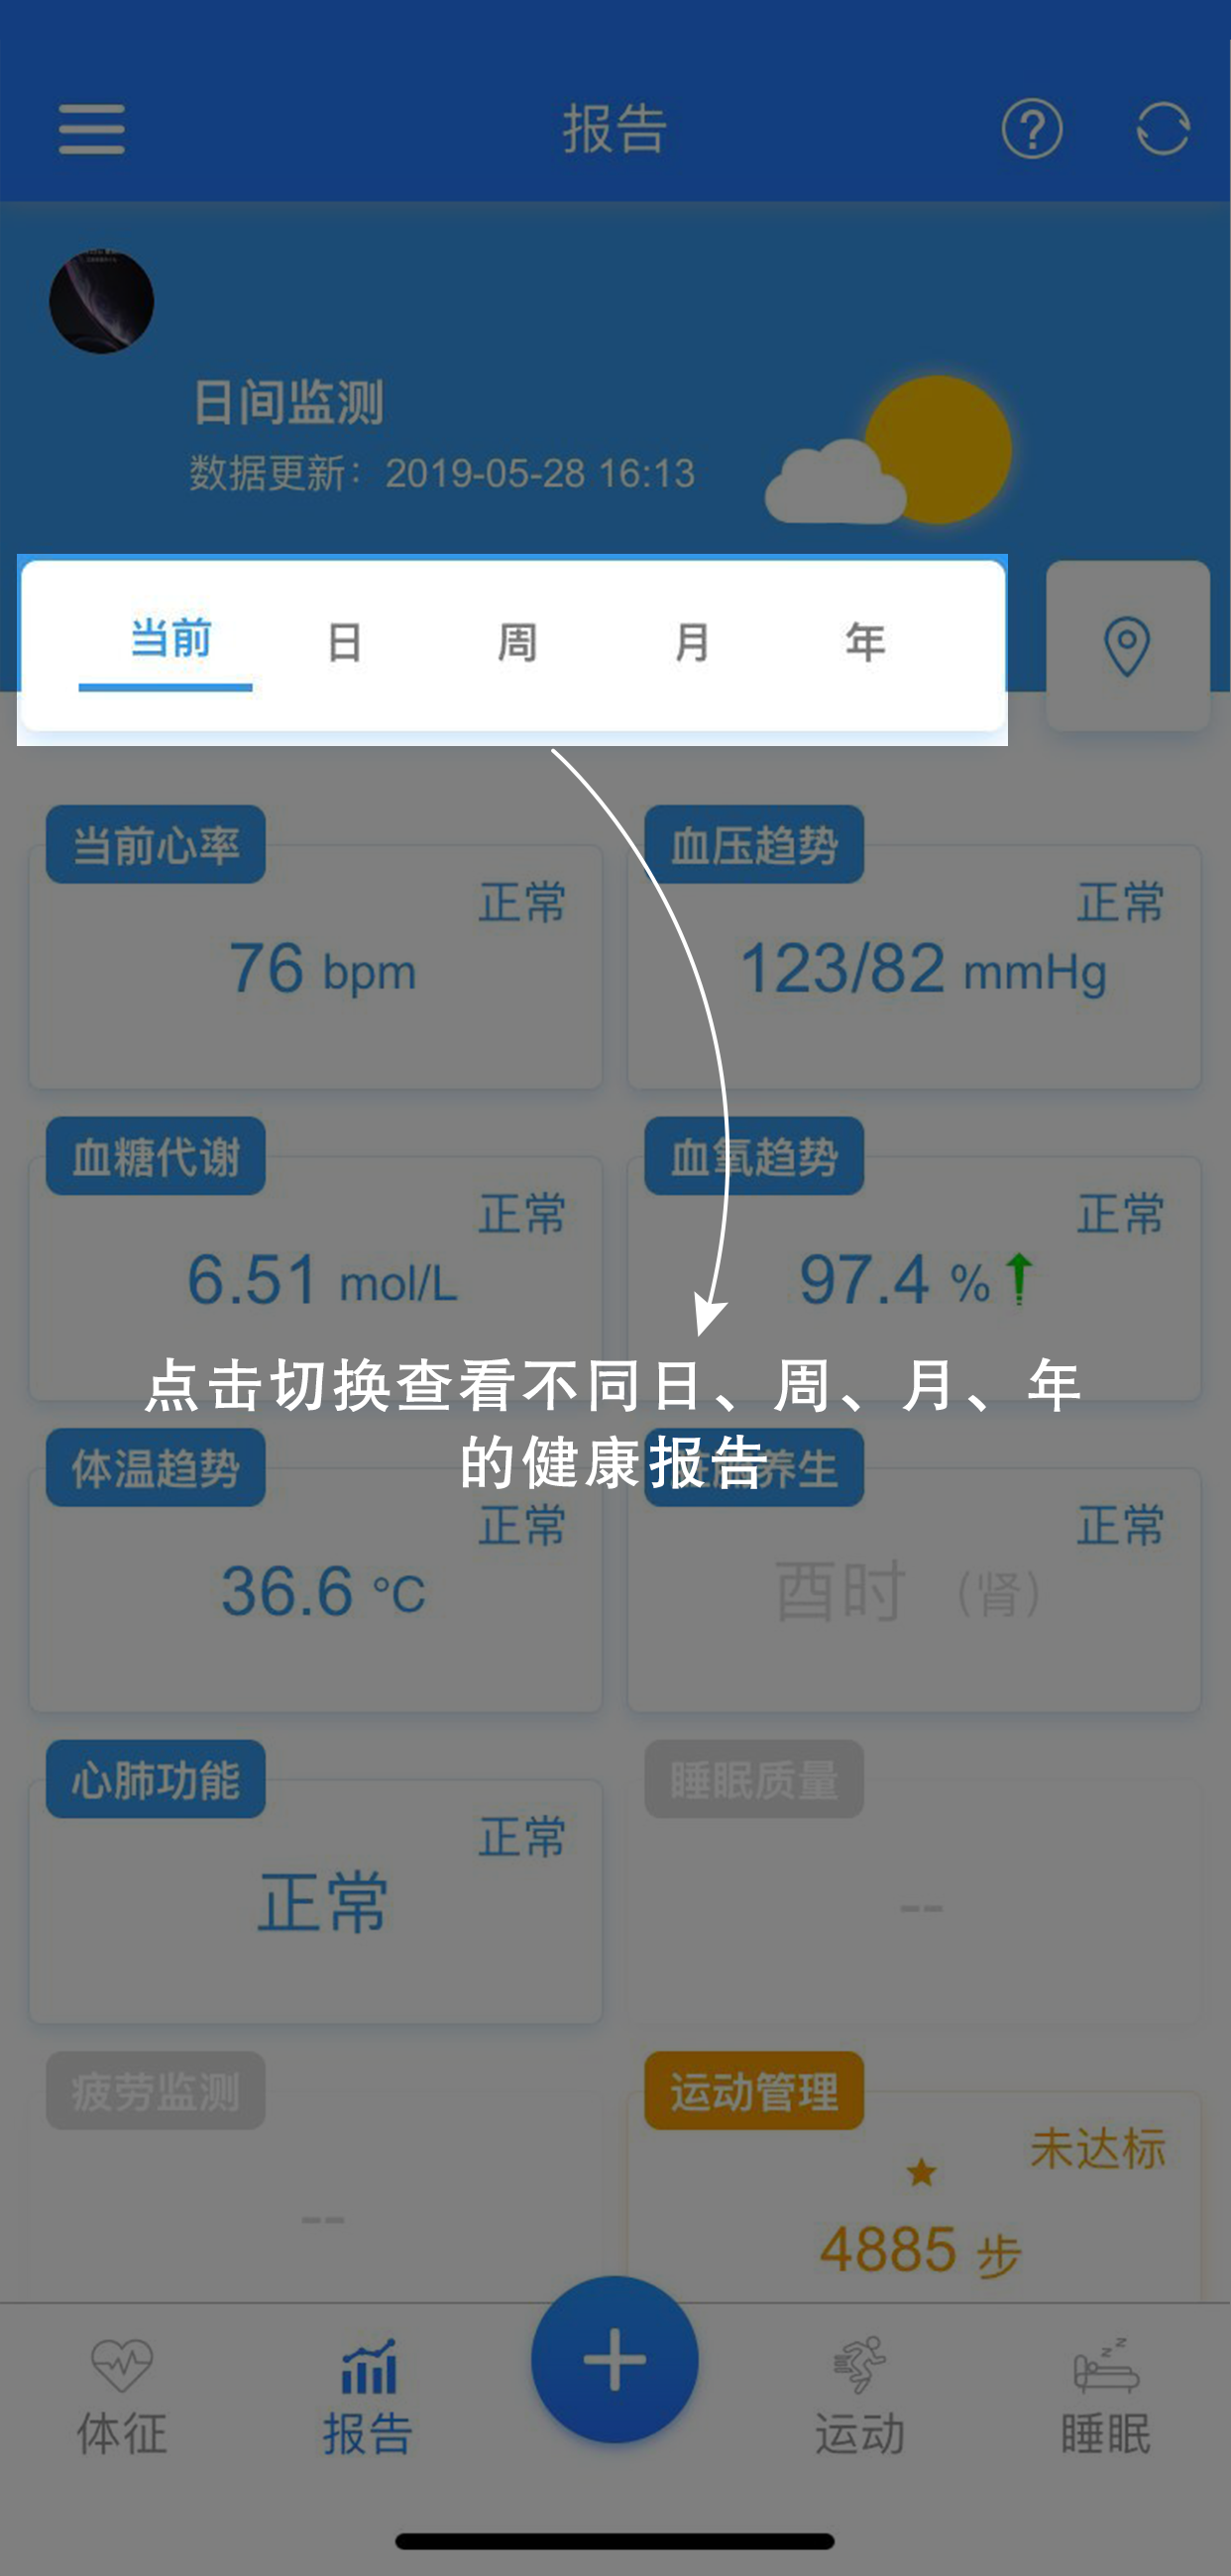 报告
日间监测
数据更新：2019-05-28 16:13
当前 日 周 月 年
当前心率
正常
76 bpm
血压趋势
正常
123/82 mmHg
血糖代谢
正常
6.51 mol/L
血氧趋势
正常
97.4 %
点击切换查看不同日、周、月、年
的健康报告
体温趋势
正常
36.6 °C
养生
正常
酉时 （肾）
心肺功能
正常
正常
睡眠质量
--
疲劳监测
--
运动管理
未达标
4885 步
体征 报告 运动 睡眠